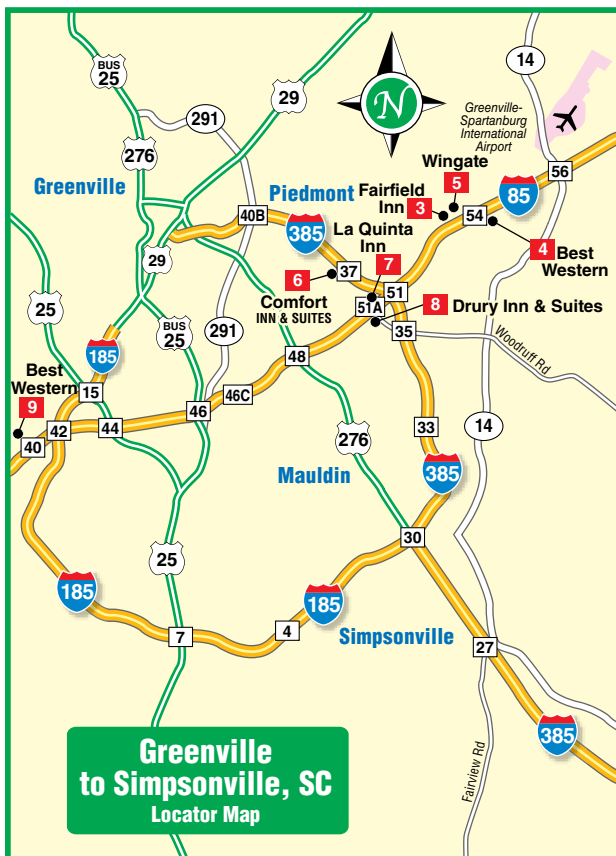 BUS
25
29
14
291
276
Greenville-
Spartanburg
International
Airport
N
Greenville
Piedmont
Wingate
5
56
Fairfield
Inn
3
54
85
40B
385
La Quinta
Inn
7
4
Best
Western
29
6
37
51
Comfort
INN & SUITES
51A
8
Drury Inn & Suites
35
25
BUS
25
291
Woodruff Rd
185
48
Best
Western
9
15
46C
46
14
42
44
40
33
276
385
Mauldin
30
25
185
185
4
7
Simpsonville
27
385
Fairview Rd
Greenville
to Simpsonville, SC
Locator Map